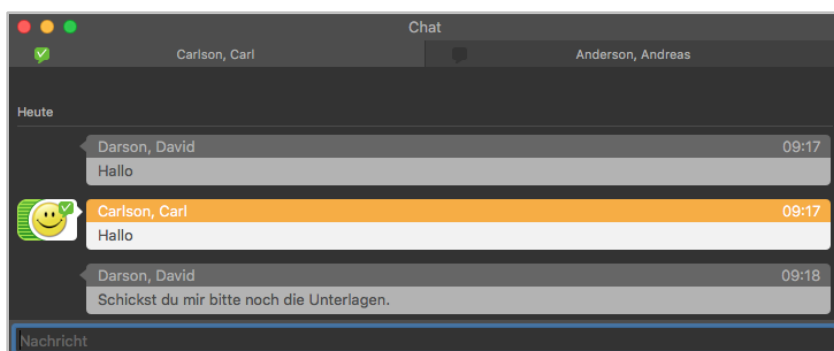 Chat
Carlson, Carl
Anderson, Andreas
Heute
Darson, David 09:17
Hallo
Carlson, Carl 09:17
Hallo
Darson, David 09:18
Schickst du mir bitte noch die Unterlagen.
Nachricht